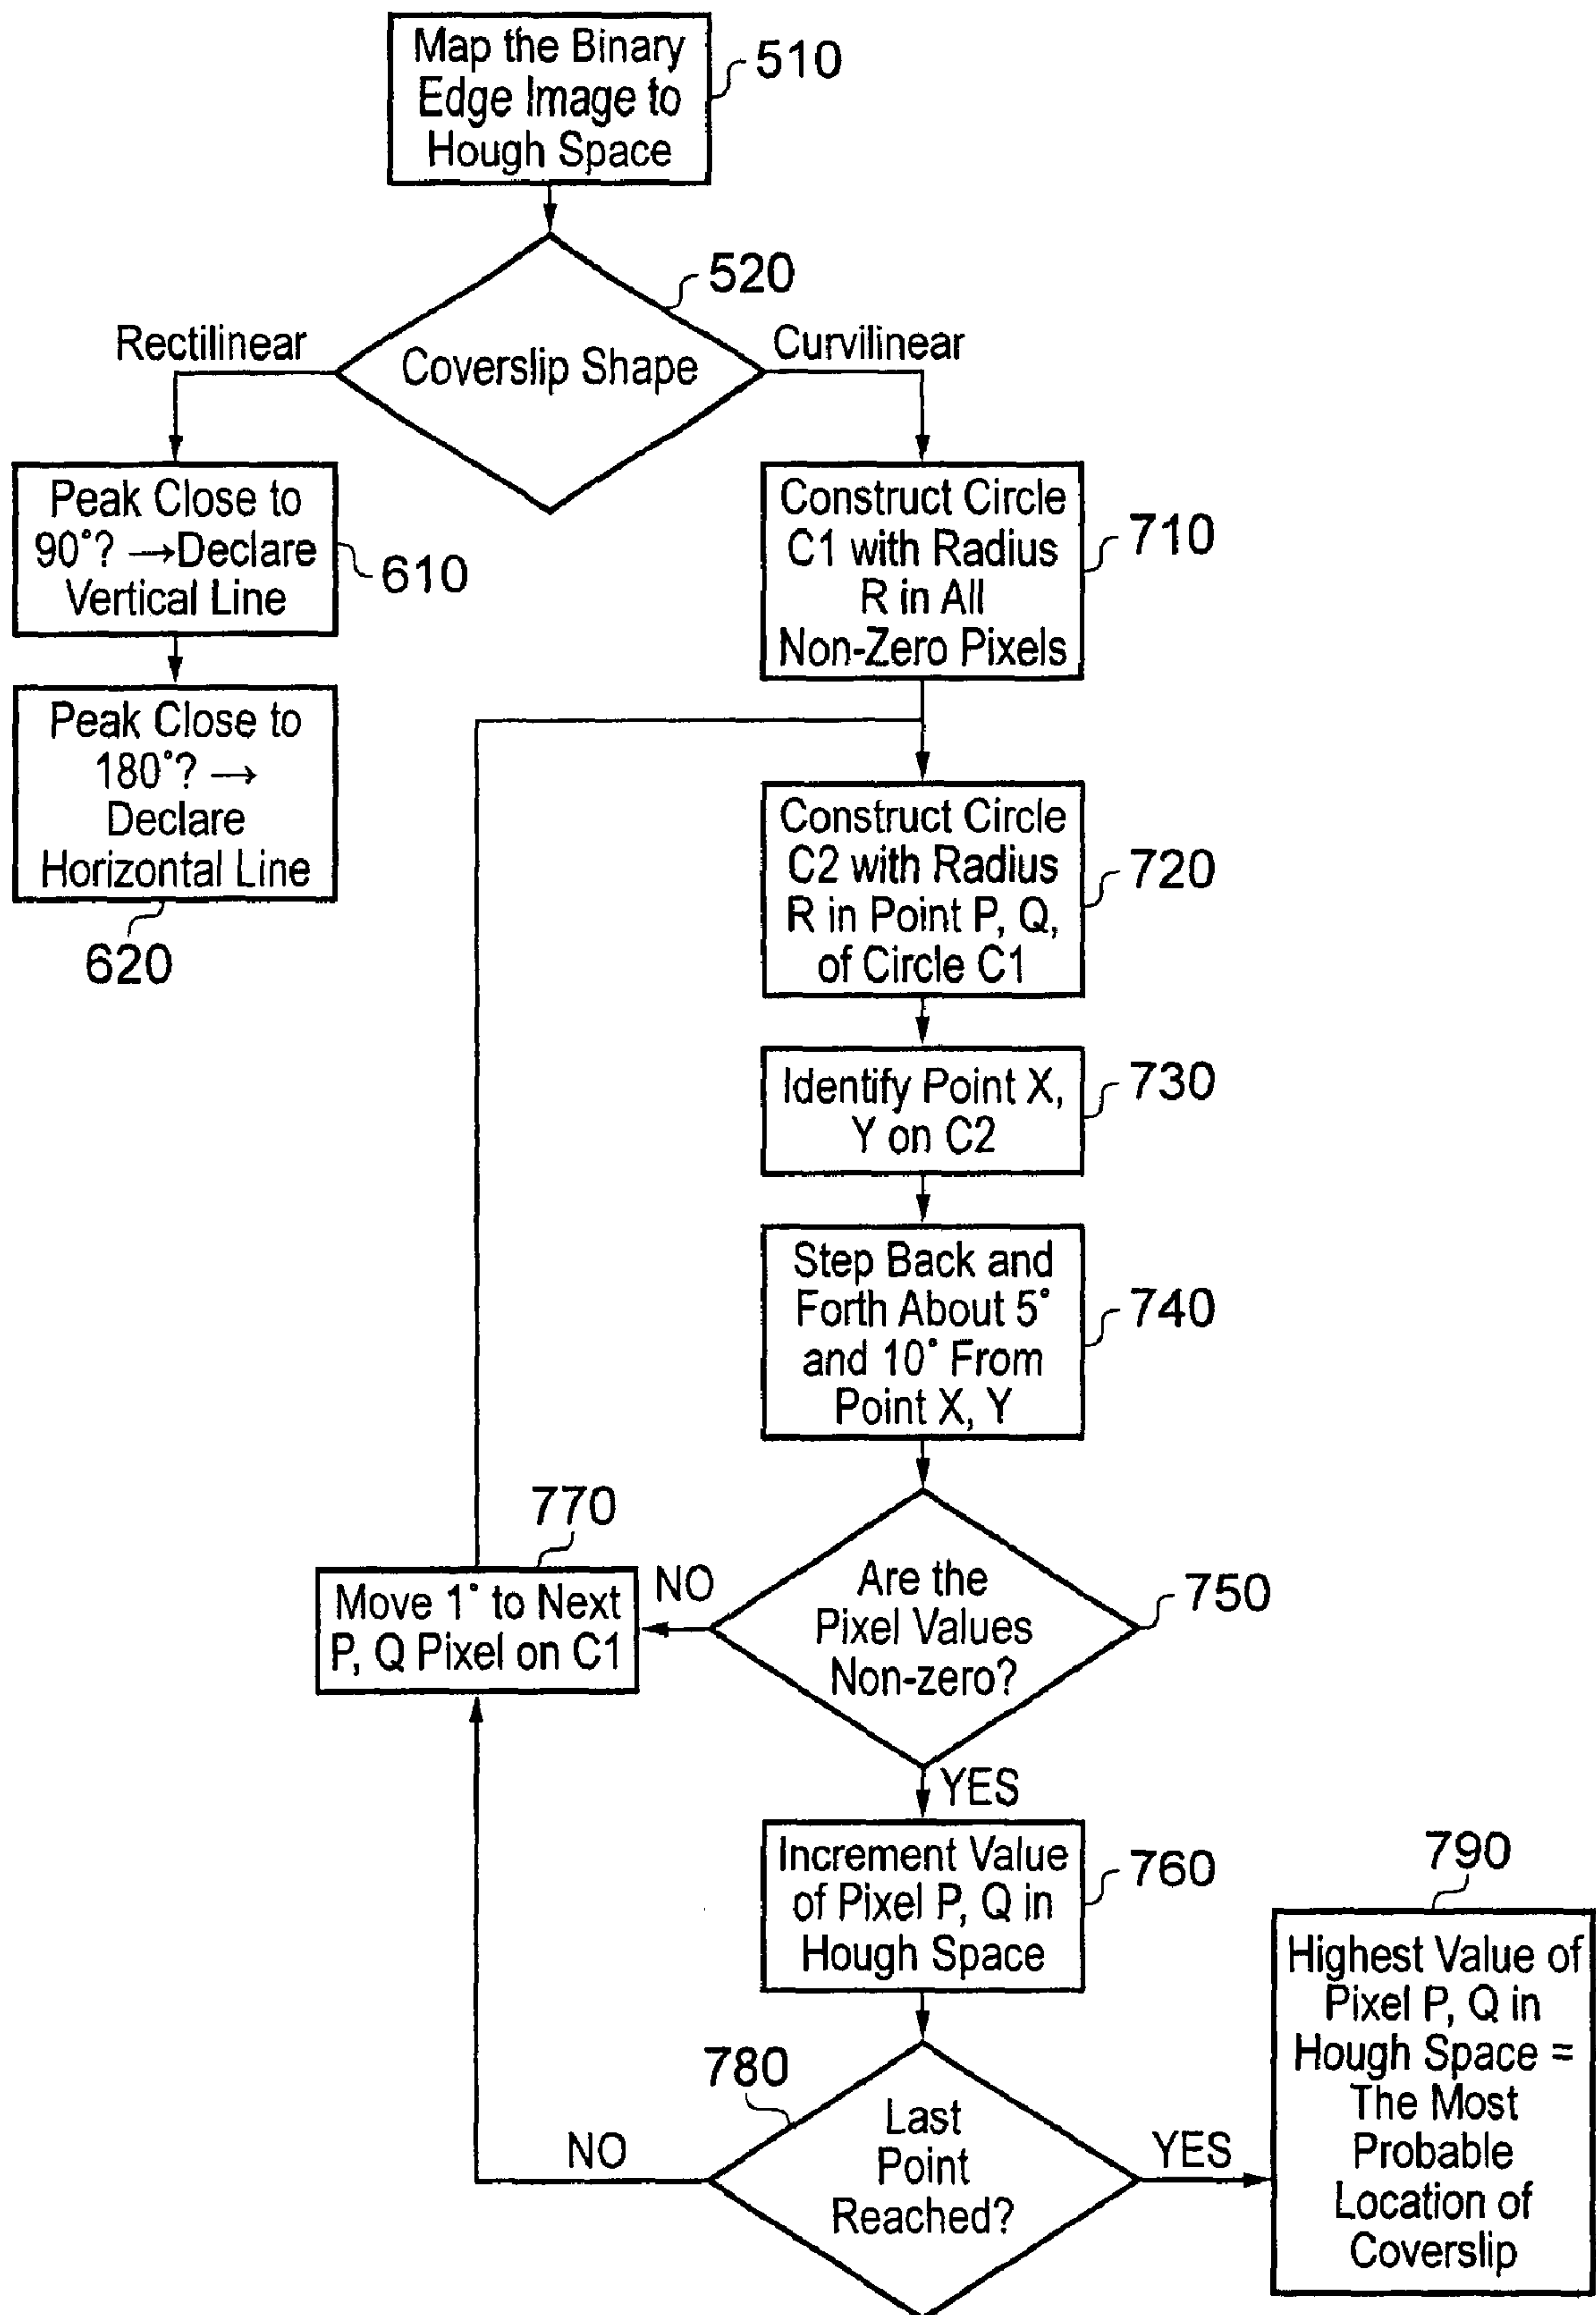 Map the Binary
Edge Image to
Hough Space
510
520
Rectilinear
Coverslip Shape
Curvilinear
Peak Close to
90°? →Declare
Vertical Line
610
Peak Close to
180°? →
Declare
Horizontal Line
620
Construct Circle
C1 with Radius
R in All
Non-Zero Pixels
710
Construct Circle
C2 with Radius
R in Point P, Q,
of Circle C1
720
Identify Point X,
Y on C2
730
Step Back and
Forth About 5°
and 10° From
Point X, Y
740
Are the
Pixel Values
Non-zero?
750
NO
770
Move 1° to Next
P, Q Pixel on C1
YES
Increment Value
of Pixel P, Q in
Hough Space
760
780
Last
Point
Reached?
NO
YES
790
Highest Value of
Pixel P, Q in
Hough Space =
The Most
Probable
Location of
Coverslip